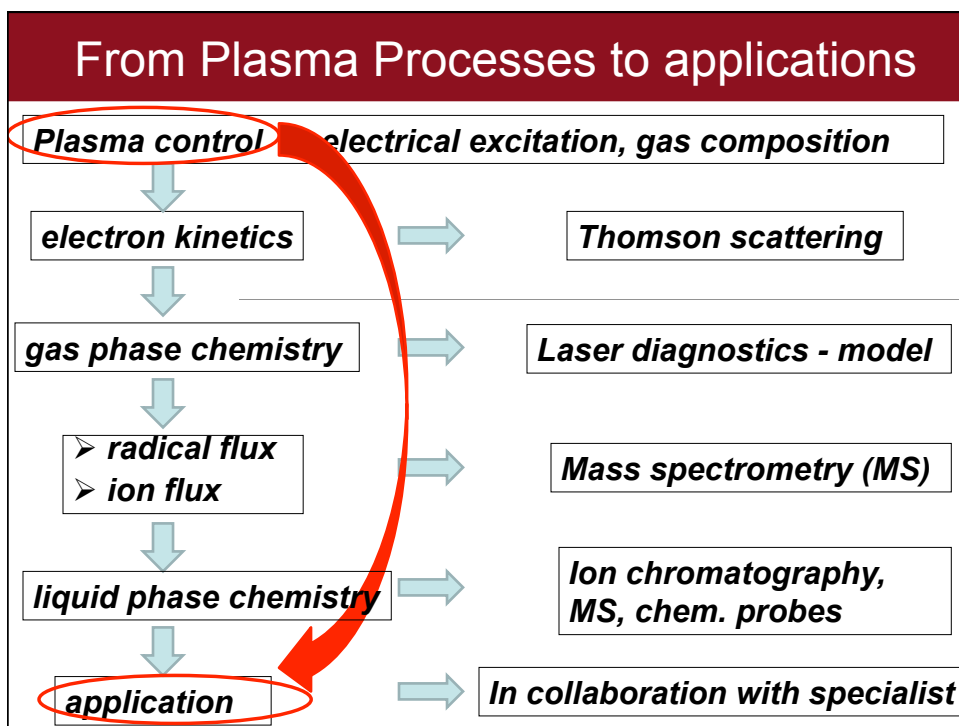 From Plasma Processes to applications
Plasma control electrical excitation, gas composition
electron kinetics
Thomson scattering
gas phase chemistry
Laser diagnostics - model
➢ radical flux
➢ ion flux
Mass spectrometry (MS)
liquid phase chemistry
Ion chromatography,
MS, chem. probes
application
In collaboration with specialist